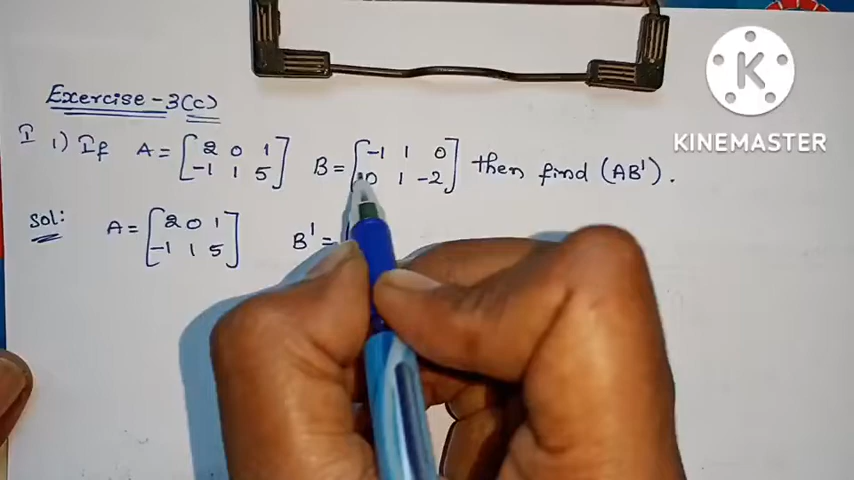 Exercise-3(c)
I 1) If A = [2 0 1 B = [-1 1 0 then find (AB').
-1 1 5] 0 1 -2]
Sol: A = [2 0 1 B' =
-1 1 5]
KINEMASTER